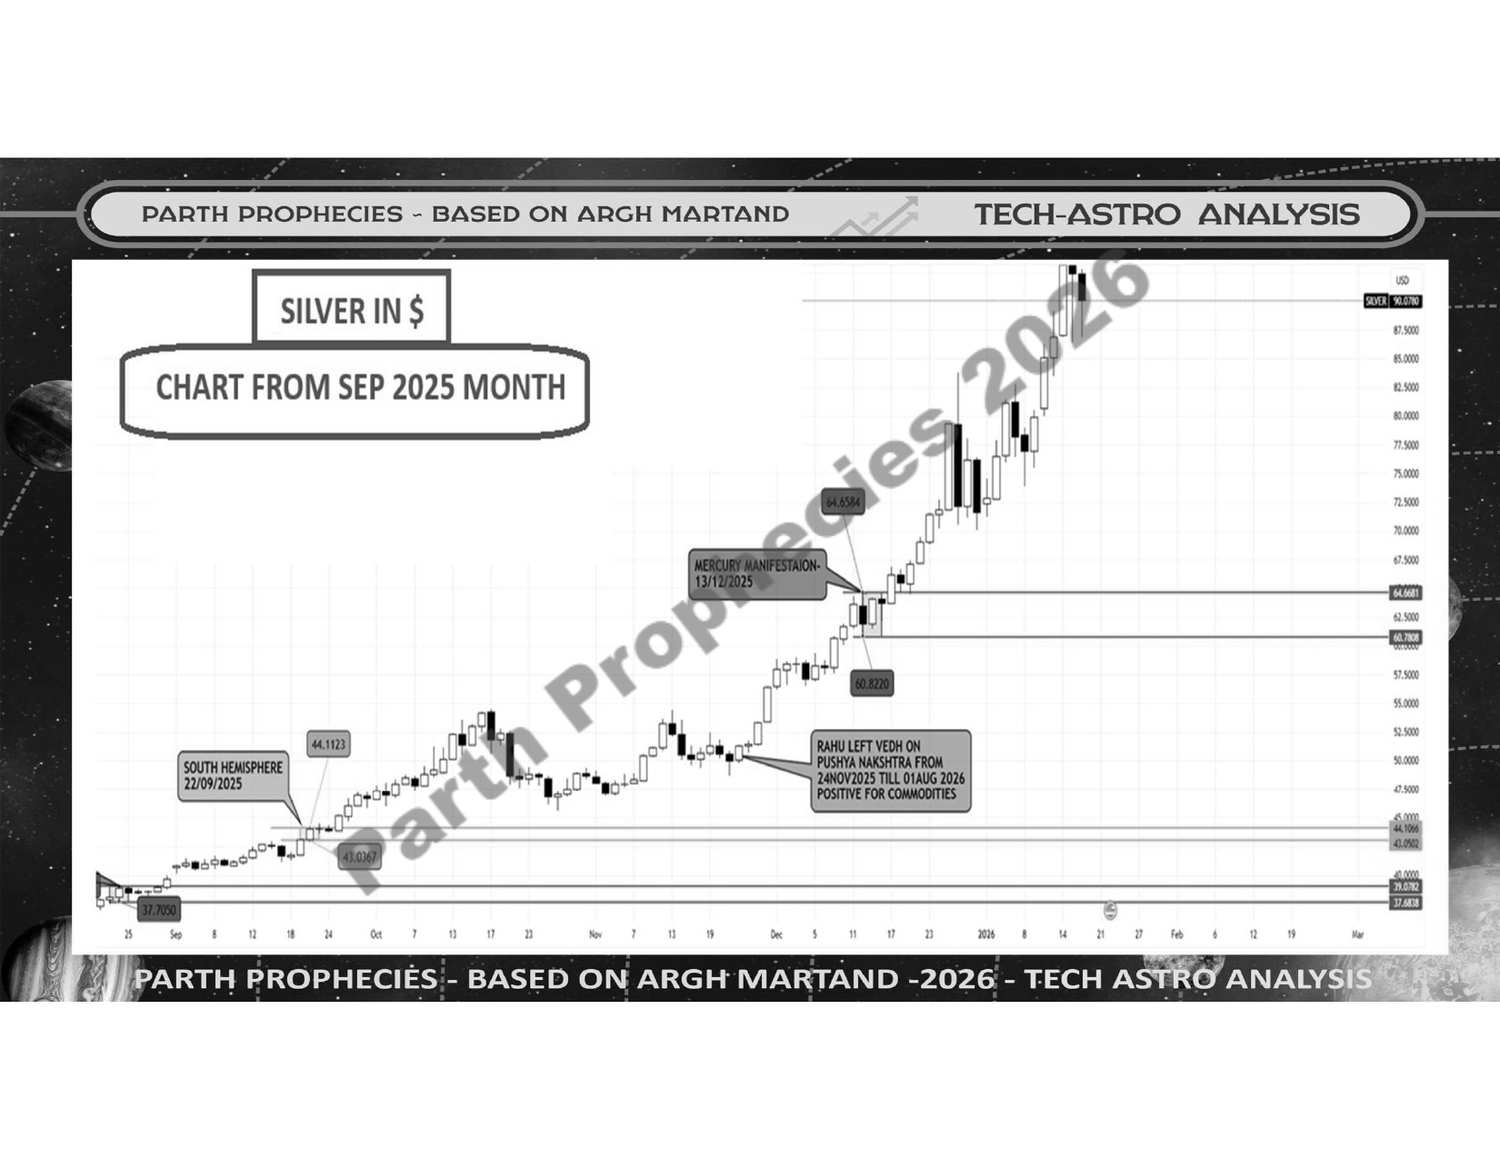 PARTH PROPHECIES ~ BASED ON ARGH MARTAND
TECH-ASTRO ANALYSIS
SILVER IN $
CHART FROM SEP 2025 MONTH
Parth Prophecies 2026
USD
SILVER 90.0780
87.5000
85.0000
82.5000
80.0000
77.5000
75.0000
72.5000
70.0000
67.5000
64.6681
62.5000
60.7808
60.0000
57.5000
55.0000
52.5000
50.0000
47.5000
45.0000
44.1066
43.0502
40.0000
39.0782
37.6838
64.6584
MERCURY MANIFESTAION-
13/12/2025
60.8220
RAHU LEFT VEDH ON
PUSHYA NAKSHTRA FROM
24NOV2025 TILL 01AUG 2026
POSITIVE FOR COMMODITIES
44.1123
SOUTH HEMISPHERE
22/09/2025
43.0367
37.7050
25 Sep 8 12 18 24 Oct 7 13 17 23 Nov 7 13 19 Dec 5 11 17 23 2026 8 14 21 27 Feb 6 12 19 Mar
PARTH PROPHECIES - BASED ON ARGH MARTAND -2026 - TECH ASTRO ANALYSIS